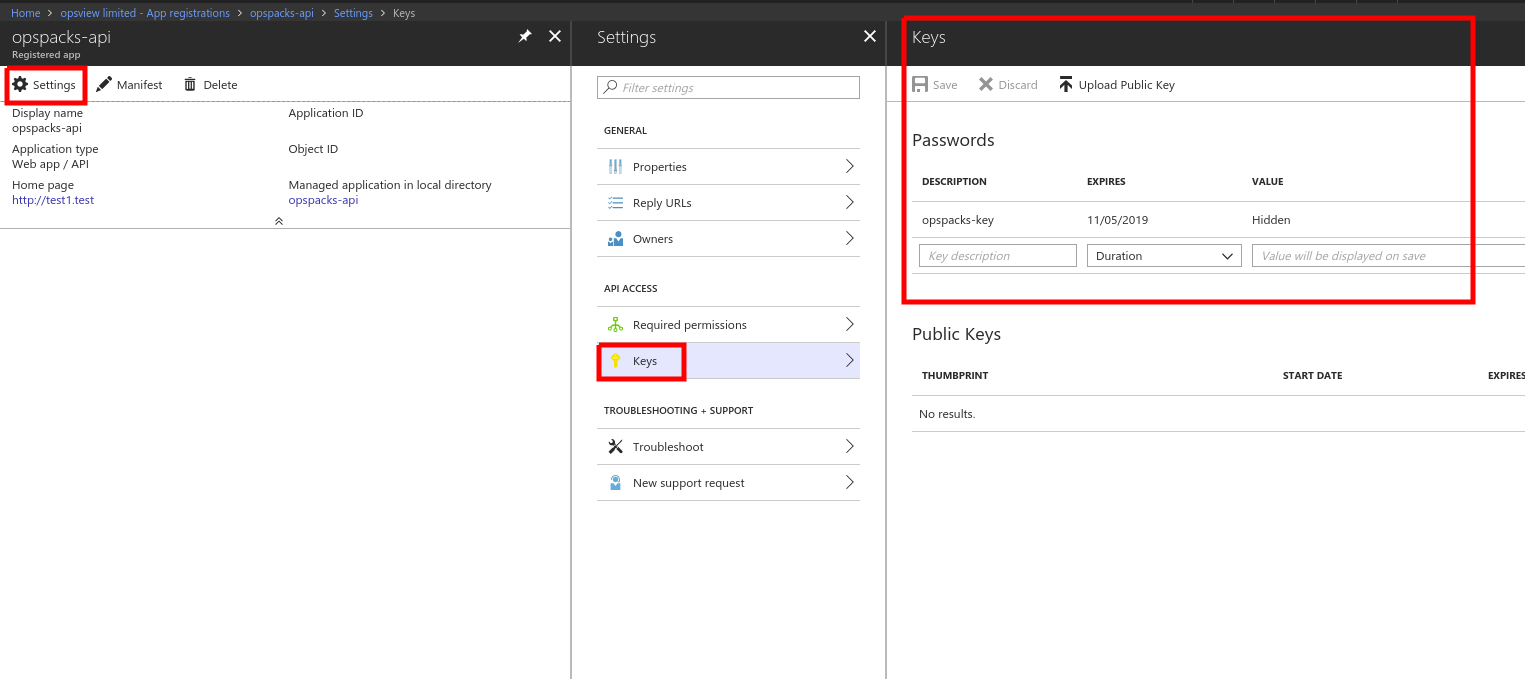 Home > opsview limited - App registrations > opspacks-api > Settings > Keys
opspacks-api
Registered app
Settings
Manifest
Delete
Display name
opspacks-api
Application ID
Application type
Web app / API
Object ID
Home page
http://test1.test
Managed application in local directory
opspacks-api
Settings
Filter settings
GENERAL
Properties
Reply URLs
Owners
API ACCESS
Required permissions
Keys
TROUBLESHOOTING + SUPPORT
Troubleshoot
New support request
Keys
Save
Discard
Upload Public Key
Passwords
DESCRIPTION EXPIRES VALUE
opspacks-key 11/05/2019 Hidden
Key description Duration Value will be displayed on save
Public Keys
THUMBPRINT START DATE EXPIRES
No results.